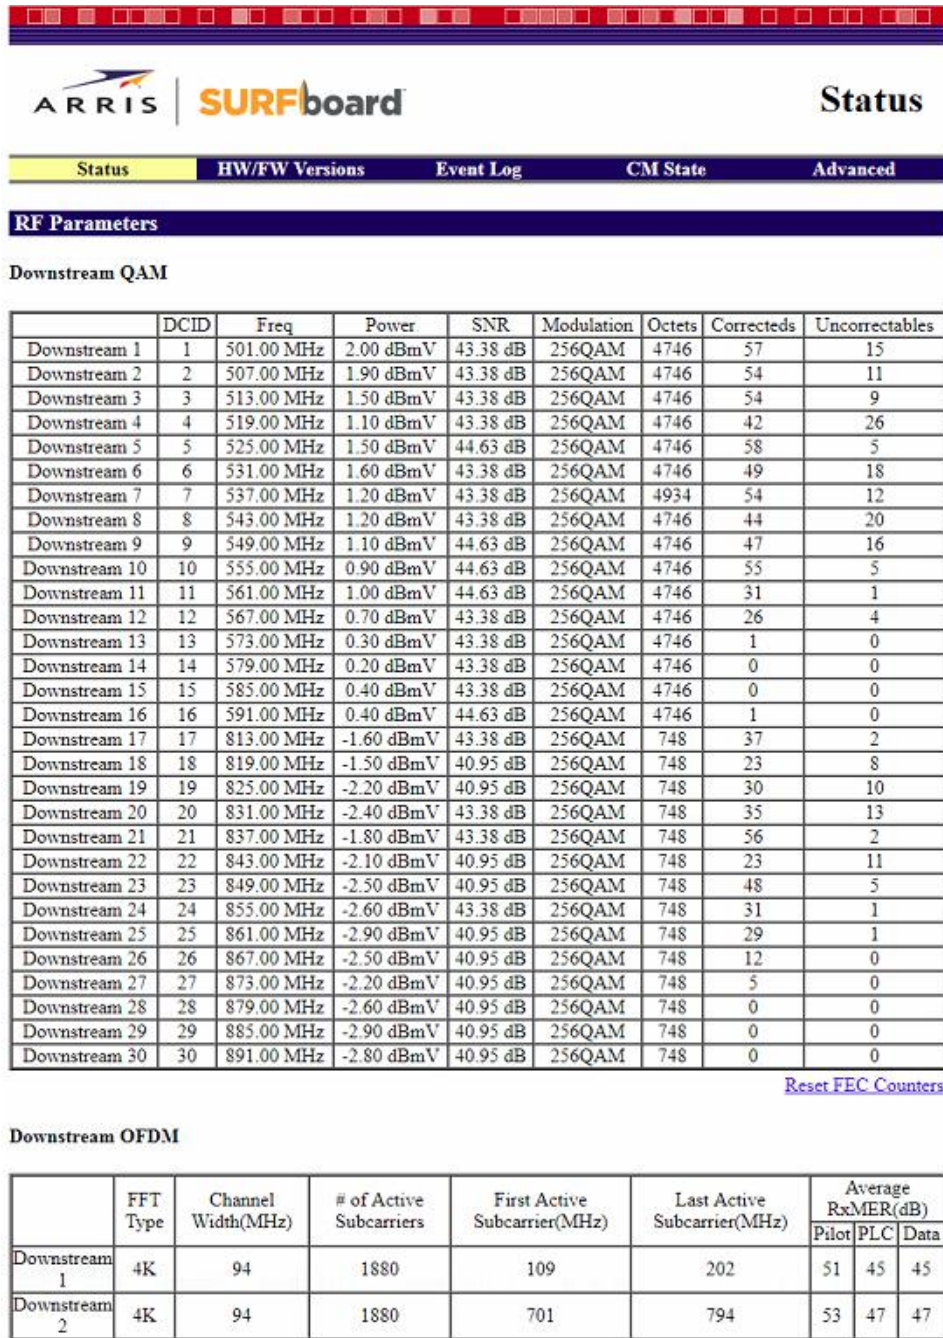 ARRIS SURFboard Status
Status HW/FW Versions Event Log CM State Advanced
RF Parameters
Downstream QAM
DCID Freq Power SNR Modulation Octets Correcteds Uncorrectables
Downstream 1 1 501.00 MHz 2.00 dBmV 43.38 dB 256QAM 4746 57 15
Downstream 2 2 507.00 MHz 1.90 dBmV 43.38 dB 256QAM 4746 54 11
Downstream 3 3 513.00 MHz 1.50 dBmV 43.38 dB 256QAM 4746 54 9
Downstream 4 4 519.00 MHz 1.10 dBmV 43.38 dB 256QAM 4746 42 26
Downstream 5 5 525.00 MHz 1.50 dBmV 44.63 dB 256QAM 4746 58 5
Downstream 6 6 531.00 MHz 1.60 dBmV 43.38 dB 256QAM 4746 49 18
Downstream 7 7 537.00 MHz 1.20 dBmV 43.38 dB 256QAM 4934 54 12
Downstream 8 8 543.00 MHz 1.20 dBmV 43.38 dB 256QAM 4746 44 20
Downstream 9 9 549.00 MHz 1.10 dBmV 44.63 dB 256QAM 4746 47 16
Downstream 10 10 555.00 MHz 0.90 dBmV 44.63 dB 256QAM 4746 55 5
Downstream 11 11 561.00 MHz 1.00 dBmV 44.63 dB 256QAM 4746 31 1
Downstream 12 12 567.00 MHz 0.70 dBmV 43.38 dB 256QAM 4746 26 4
Downstream 13 13 573.00 MHz 0.30 dBmV 43.38 dB 256QAM 4746 1 0
Downstream 14 14 579.00 MHz 0.20 dBmV 43.38 dB 256QAM 4746 0 0
Downstream 15 15 585.00 MHz 0.40 dBmV 43.38 dB 256QAM 4746 0 0
Downstream 16 16 591.00 MHz 0.40 dBmV 44.63 dB 256QAM 4746 1 0
Downstream 17 17 813.00 MHz -1.60 dBmV 43.38 dB 256QAM 748 37 2
Downstream 18 18 819.00 MHz -1.50 dBmV 40.95 dB 256QAM 748 23 8
Downstream 19 19 825.00 MHz -2.20 dBmV 40.95 dB 256QAM 748 30 10
Downstream 20 20 831.00 MHz -2.40 dBmV 43.38 dB 256QAM 748 35 13
Downstream 21 21 837.00 MHz -1.80 dBmV 43.38 dB 256QAM 748 56 2
Downstream 22 22 843.00 MHz -2.10 dBmV 40.95 dB 256QAM 748 23 11
Downstream 23 23 849.00 MHz -2.50 dBmV 40.95 dB 256QAM 748 48 5
Downstream 24 24 855.00 MHz -2.60 dBmV 43.38 dB 256QAM 748 31 1
Downstream 25 25 861.00 MHz -2.90 dBmV 40.95 dB 256QAM 748 29 1
Downstream 26 26 867.00 MHz -2.50 dBmV 40.95 dB 256QAM 748 12 0
Downstream 27 27 873.00 MHz -2.20 dBmV 40.95 dB 256QAM 748 5 0
Downstream 28 28 879.00 MHz -2.60 dBmV 40.95 dB 256QAM 748 0 0
Downstream 29 29 885.00 MHz -2.90 dBmV 40.95 dB 256QAM 748 0 0
Downstream 30 30 891.00 MHz -2.80 dBmV 40.95 dB 256QAM 748 0 0
Reset FEC Counters
Downstream OFDM
FFT Type Channel Width(MHz) # of Active Subcarriers First Active Subcarrier(MHz) Last Active Subcarrier(MHz) Average RxMER(dB)
Pilot PLC Data
Downstream 1 4K 94 1880 109 202 51 45 45
Downstream 2 4K 94 1880 701 794 53 47 47